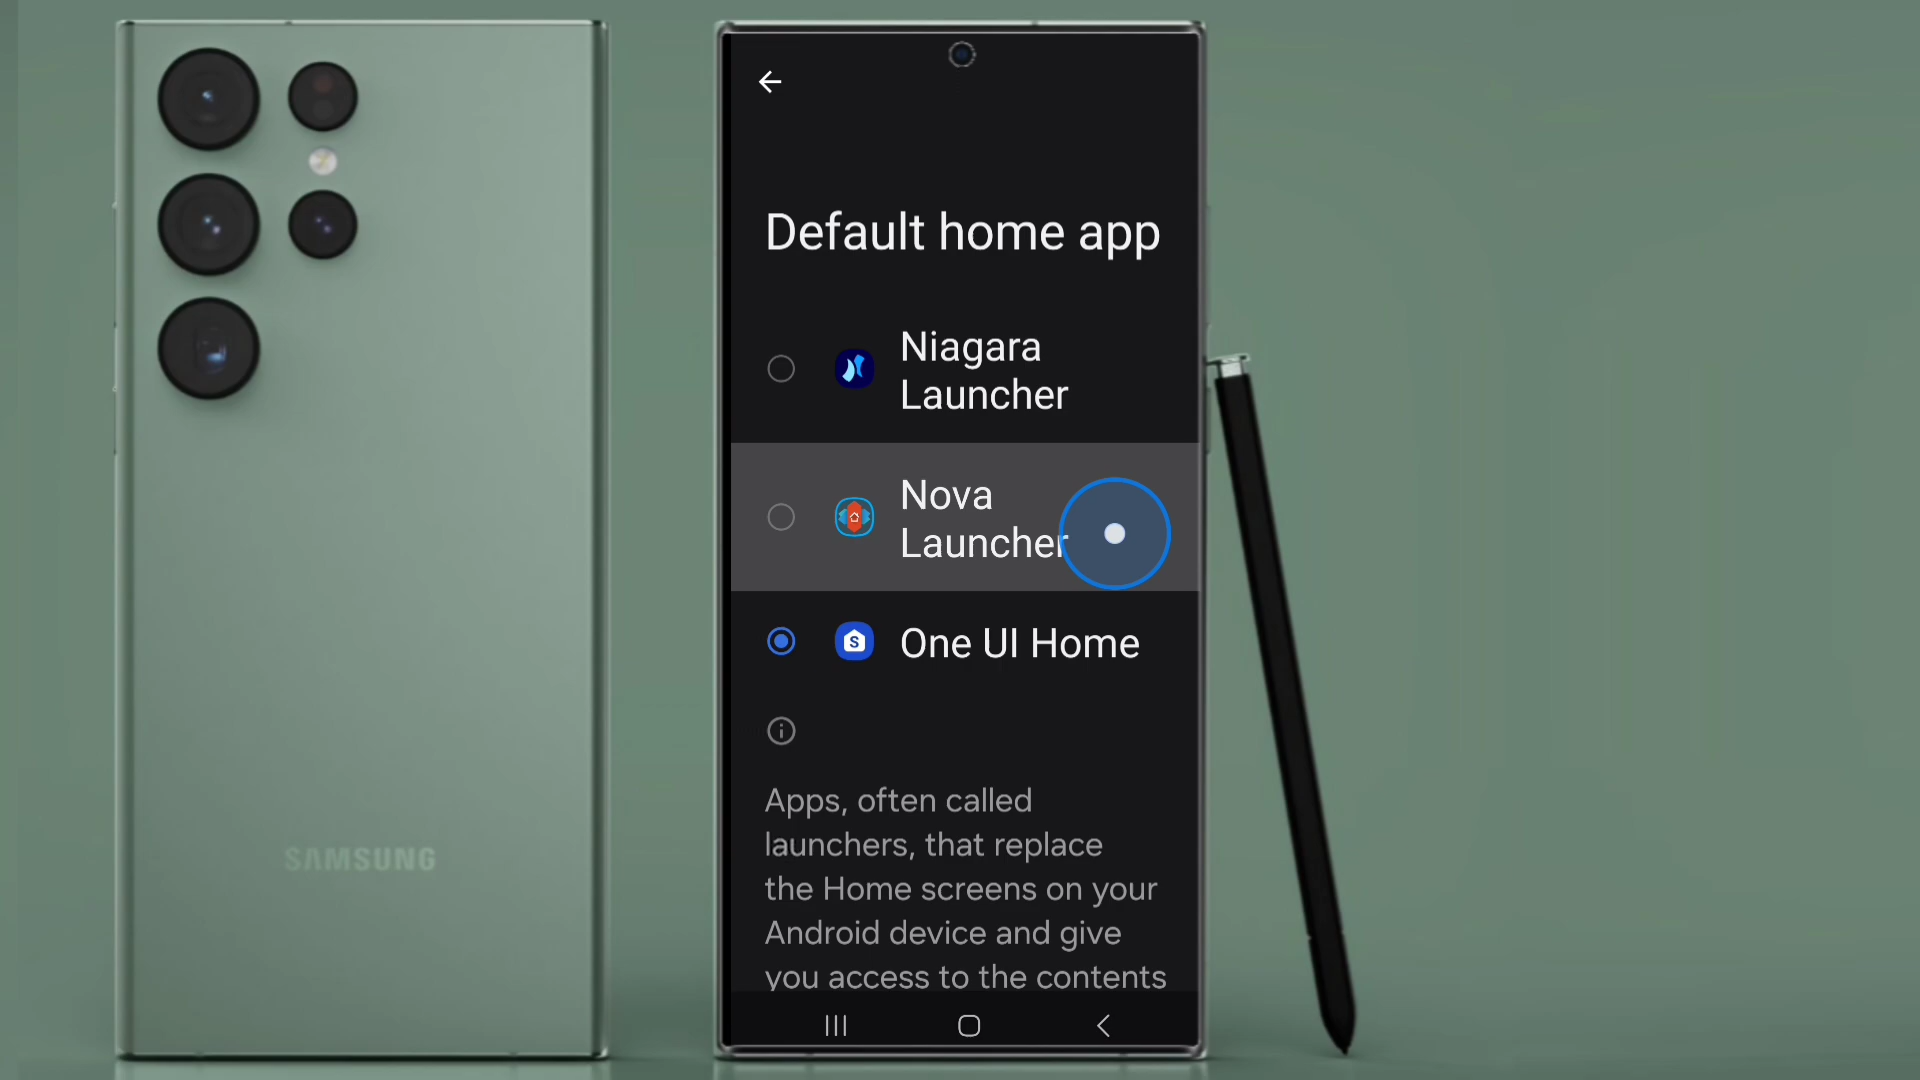 SAMSUNG
Default home app
Niagara
Launcher
Nova
Launcher
One UI Home
Apps, often called
launchers, that replace
the Home screens on your
Android device and give
you access to the contents